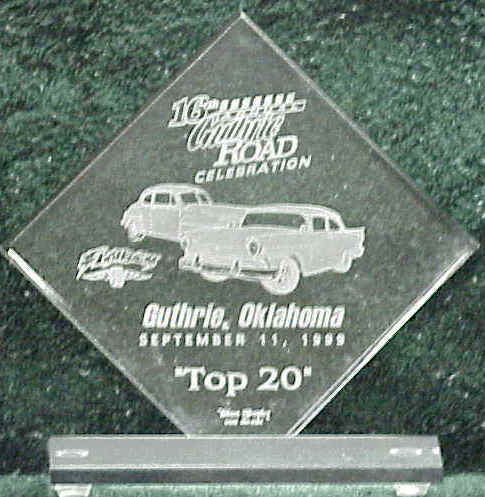 16th
Guthrie
ROAD
CELEBRATION
Guthrie, Oklahoma
SEPTEMBER 11, 1999
"Top 20"